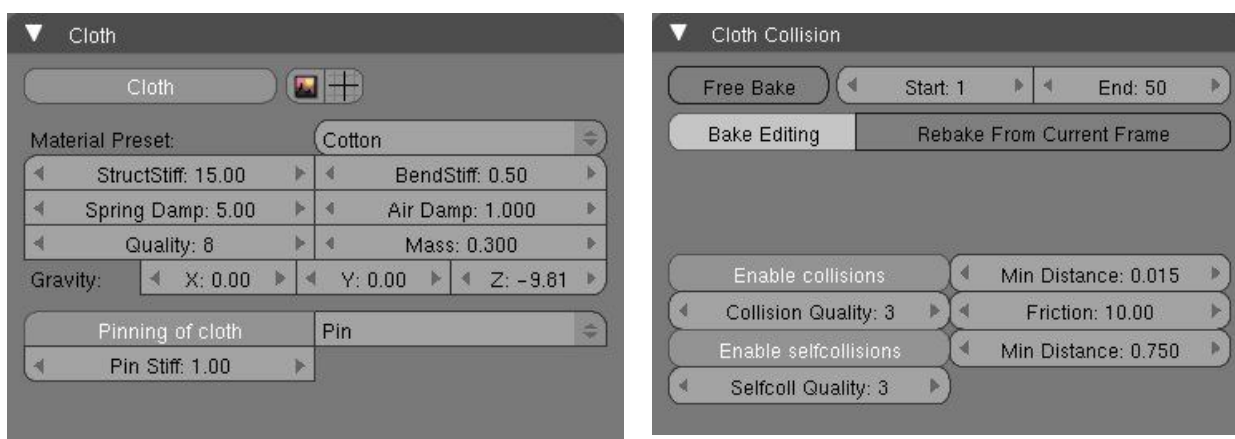 Cloth
Cloth
Material Preset: Cotton
StructStiff: 15.00 BendStiff: 0.50
Spring Damp: 5.00 Air Damp: 1.000
Quality: 8 Mass: 0.300
Gravity: X: 0.00 Y: 0.00 Z: -9.81
Pinning of cloth Pin
Pin Stiff: 1.00
Cloth Collision
Free Bake Start: 1 End: 50
Bake Editing Rebake From Current Frame
Enable collisions Min Distance: 0.015
Collision Quality: 3 Friction: 10.00
Enable selfcollisions Min Distance: 0.750
Selfcoll Quality: 3